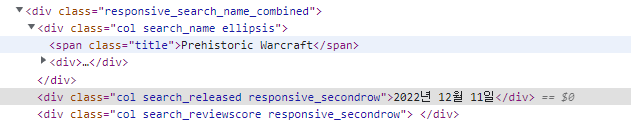 ▼<div class="responsive_search_name_combined">
▼<div class="col search_name ellipsis">
<span class="title">Prehistoric Warcraft</span>
▶<div>…</div>
</div>
<div class="col search_released responsive_secondrow">2022년 12월 11일</div> == $0
<div class="col search_reviewscore responsive_secondrow"> </div>